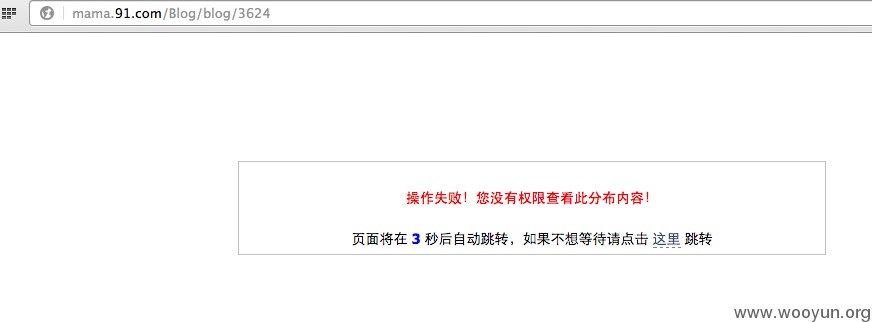 mama.91.com/Blog/blog/3624
操作失败！您没有权限查看此分布内容！
页面将在 3 秒后自动跳转，如果不想等待请点击 这里 跳转
www.wooyun.org